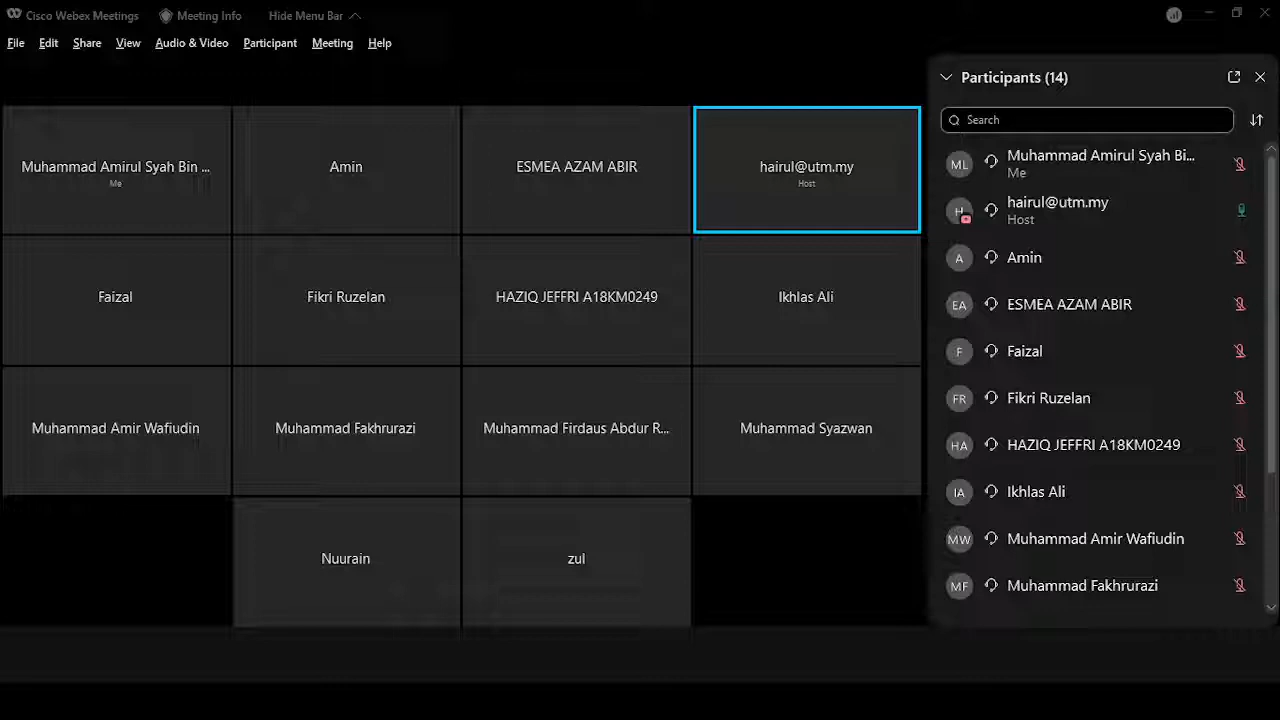 Cisco Webex Meetings Meeting Info Hide Menu Bar
File Edit Share View Audio & Video Participant Meeting Help
Muhammad Amirul Syah Bin ...
Me
Amin
ESMEA AZAM ABIR
hairul@utm.my
Host
Faizal
Fikri Ruzelan
HAZIQ JEFFRI A18KM0249
Ikhlas Ali
Muhammad Amir Wafiudin
Muhammad Fakhrurazi
Muhammad Firdaus Abdur R...
Muhammad Syazwan
Nuurain
zul
Participants (14)
Search
ML Muhammad Amirul Syah Bi...
Me
H hairul@utm.my
Host
A Amin
EA ESMEA AZAM ABIR
F Faizal
FR Fikri Ruzelan
HA HAZIQ JEFFRI A18KM0249
IA Ikhlas Ali
MW Muhammad Amir Wafiudin
MF Muhammad Fakhrurazi